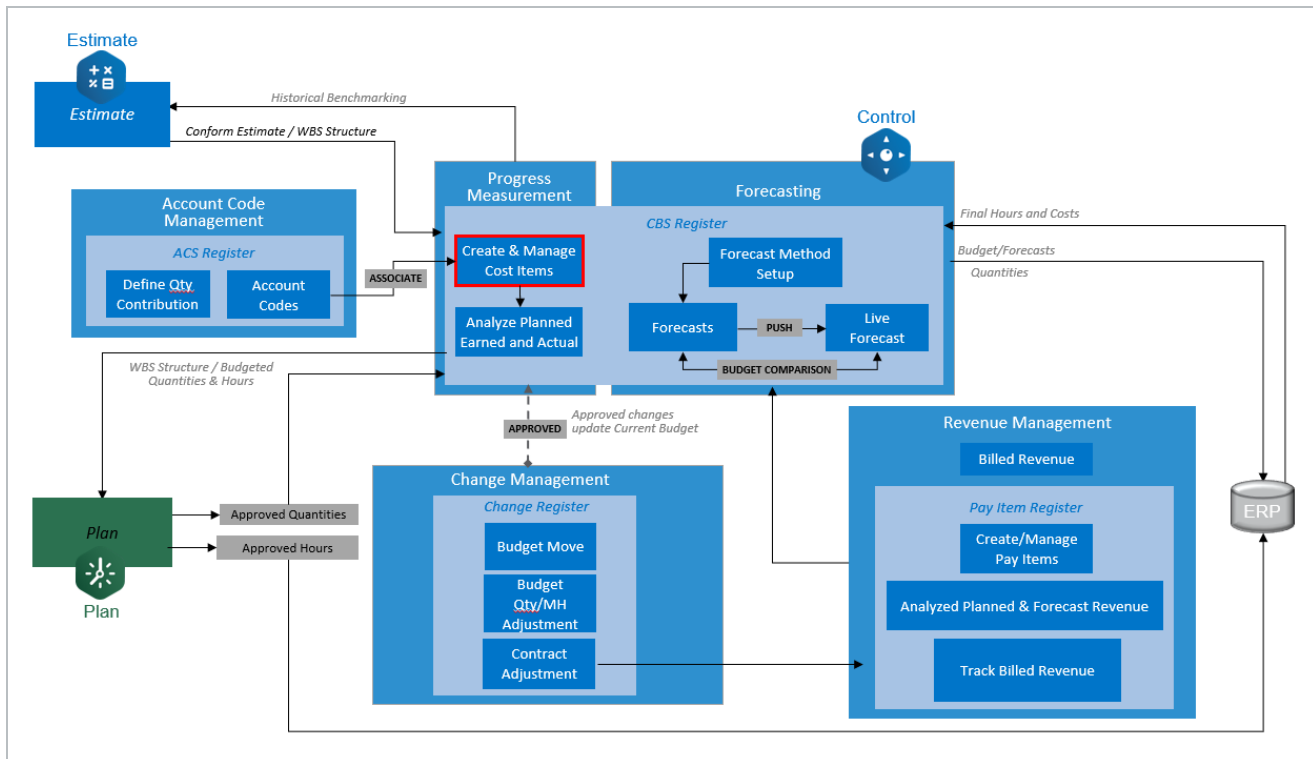 Estimate
Estimate
Historical Benchmarking
Conform Estimate / WBS Structure
Control
Account Code
Management
ACS Register
Define Qty
Contribution
Account
Codes
ASSOCIATE
Progress
Measurement
Forecasting
CBS Register
Create & Manage
Cost Items
Analyze Planned
Earned and Actual
Forecast Method
Setup
Forecasts
PUSH
Live
Forecast
BUDGET COMPARISON
Final Hours and Costs
Budget/Forecasts
Quantities
WBS Structure / Budgeted
Quantities & Hours
APPROVED
Approved changes
update Current Budget
Plan
Plan
Approved Quantities
Approved Hours
Change Management
Change Register
Budget Move
Budget
Qty/MH
Adjustment
Contract
Adjustment
Revenue Management
Billed Revenue
Pay Item Register
Create/Manage
Pay Items
Analyzed Planned & Forecast Revenue
Track Billed Revenue
ERP